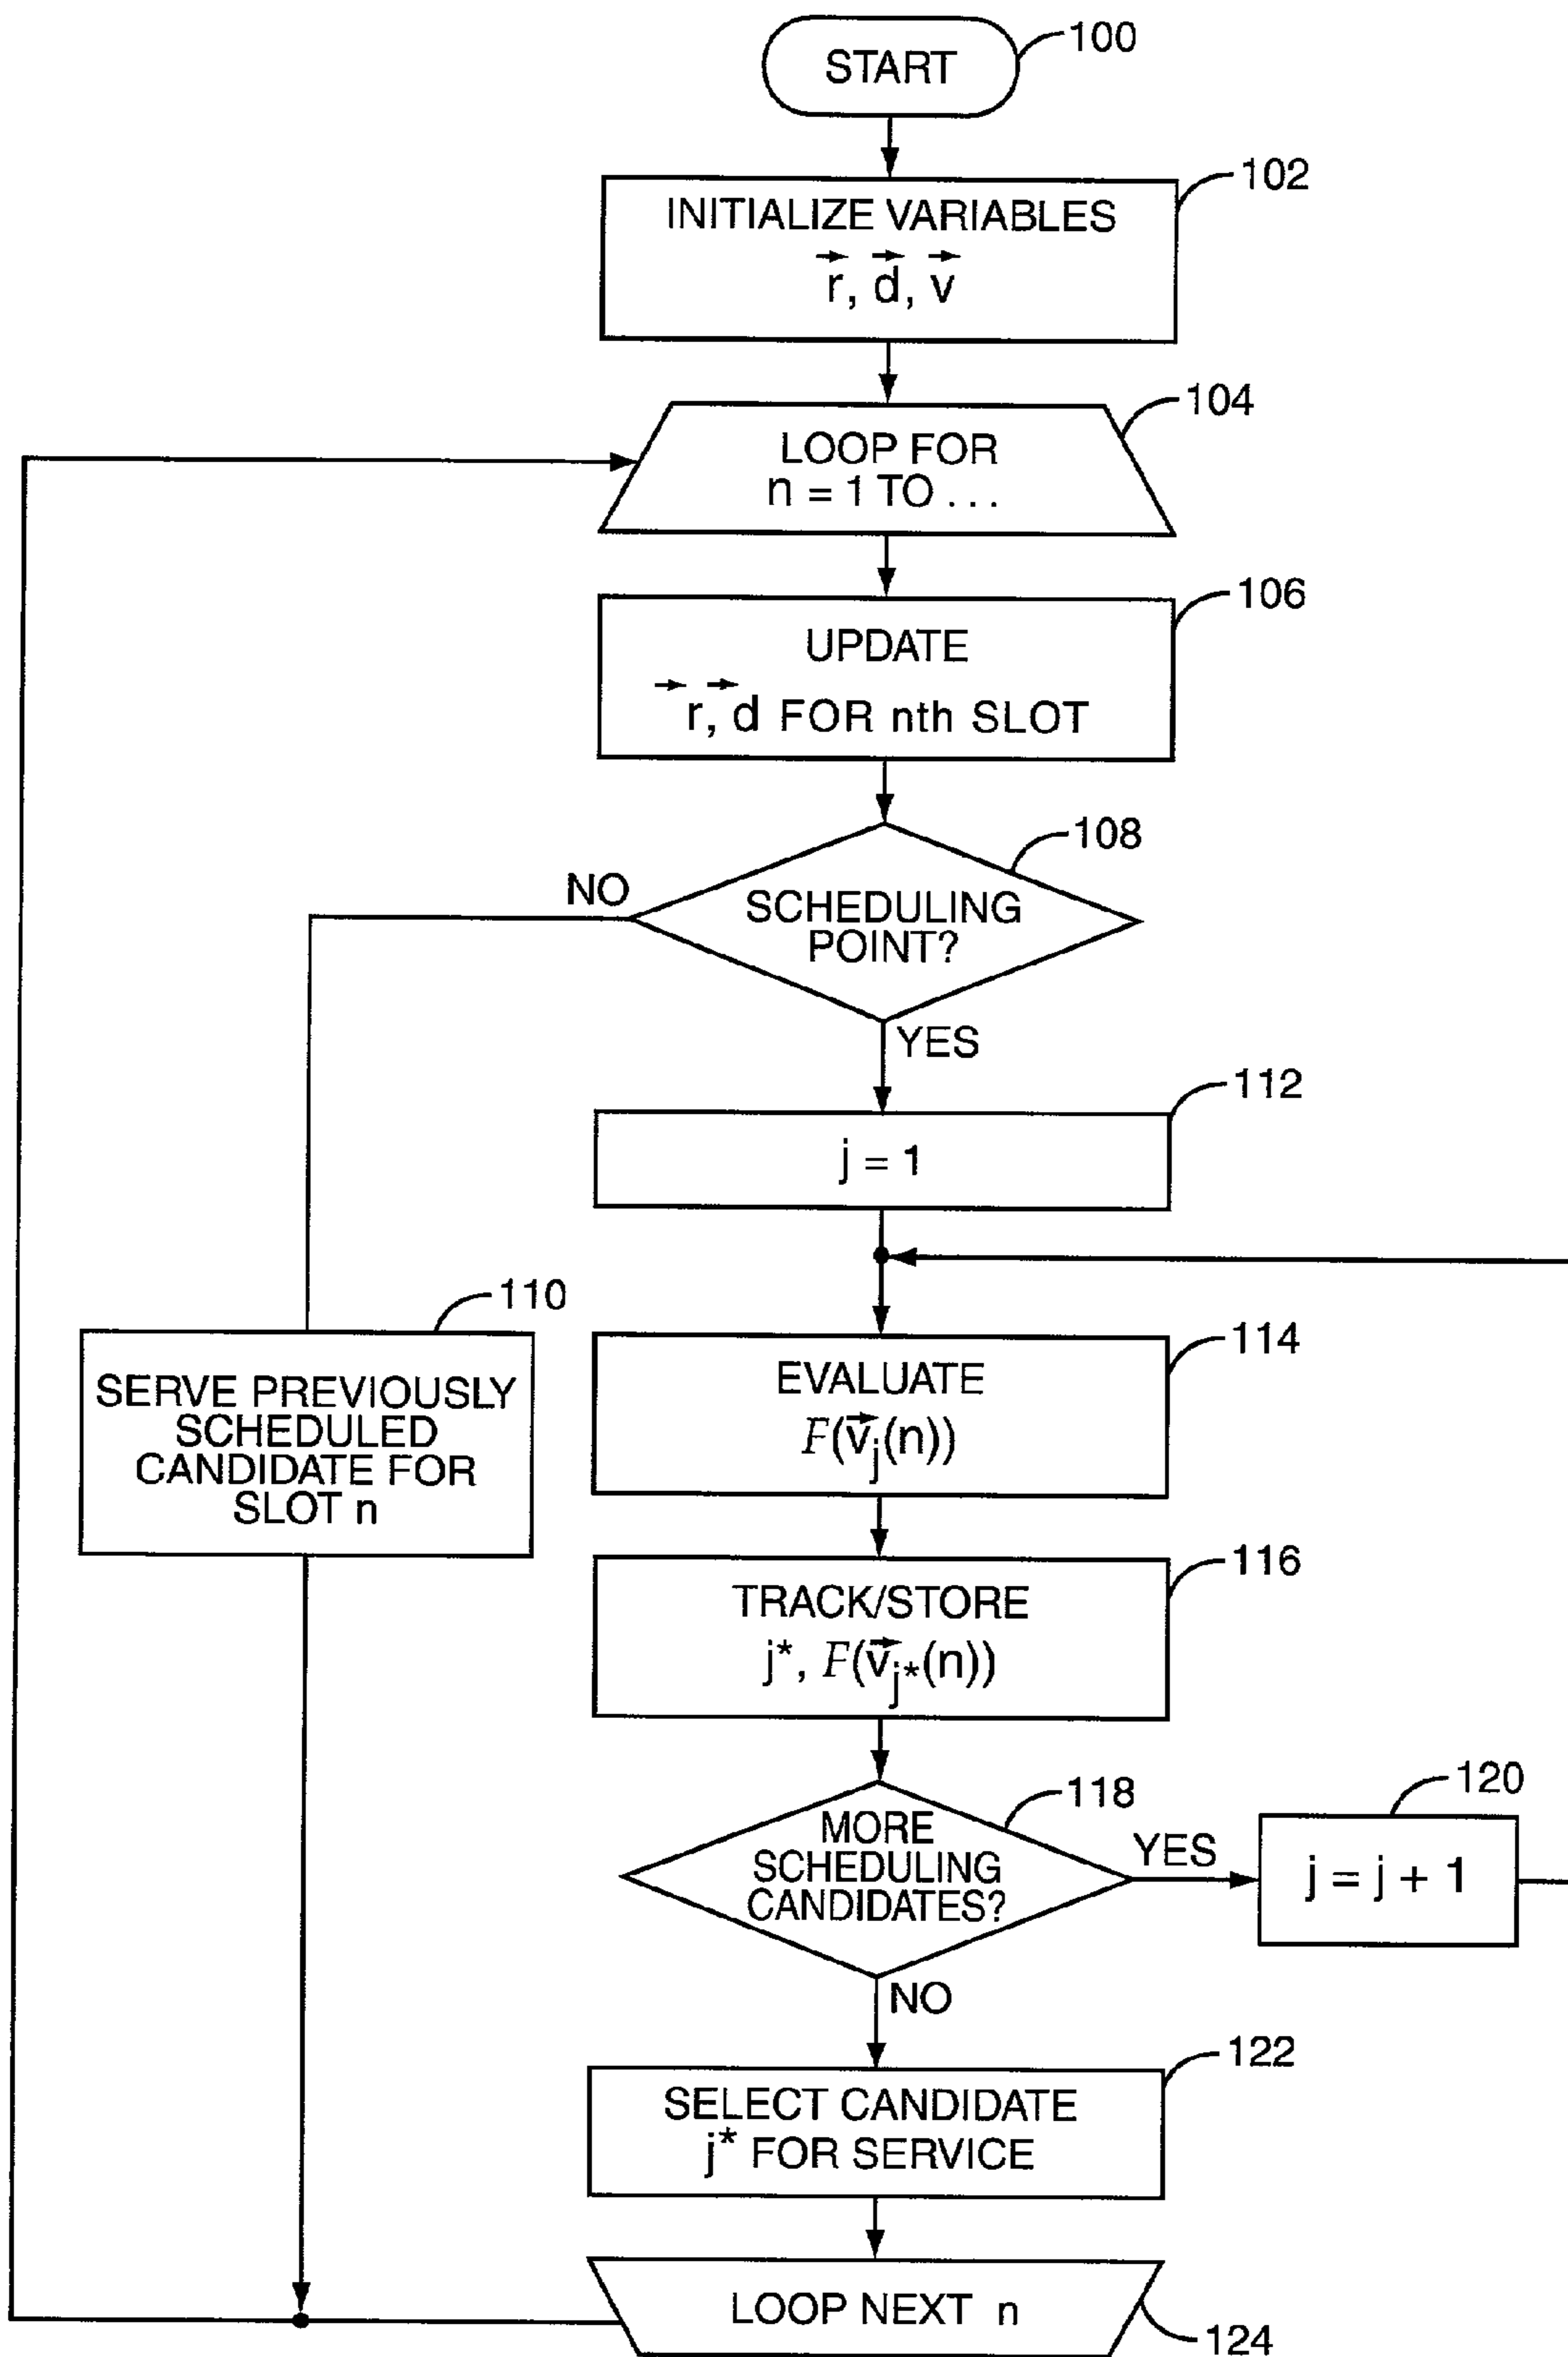 START
100
INITIALIZE VARIABLES
r⃗, d⃗, v⃗
102
LOOP FOR
n = 1 TO . . .
104
UPDATE
r⃗, d⃗ FOR nth SLOT
106
SCHEDULING
POINT?
108
NO
YES
j = 1
112
SERVE PREVIOUSLY
SCHEDULED
CANDIDATE FOR
SLOT n
110
EVALUATE
F(v⃗j(n))
114
TRACK/STORE
j*, F(v⃗j*(n))
116
MORE
SCHEDULING
CANDIDATES?
118
YES
j = j + 1
120
NO
SELECT CANDIDATE
j* FOR SERVICE
122
LOOP NEXT n
124